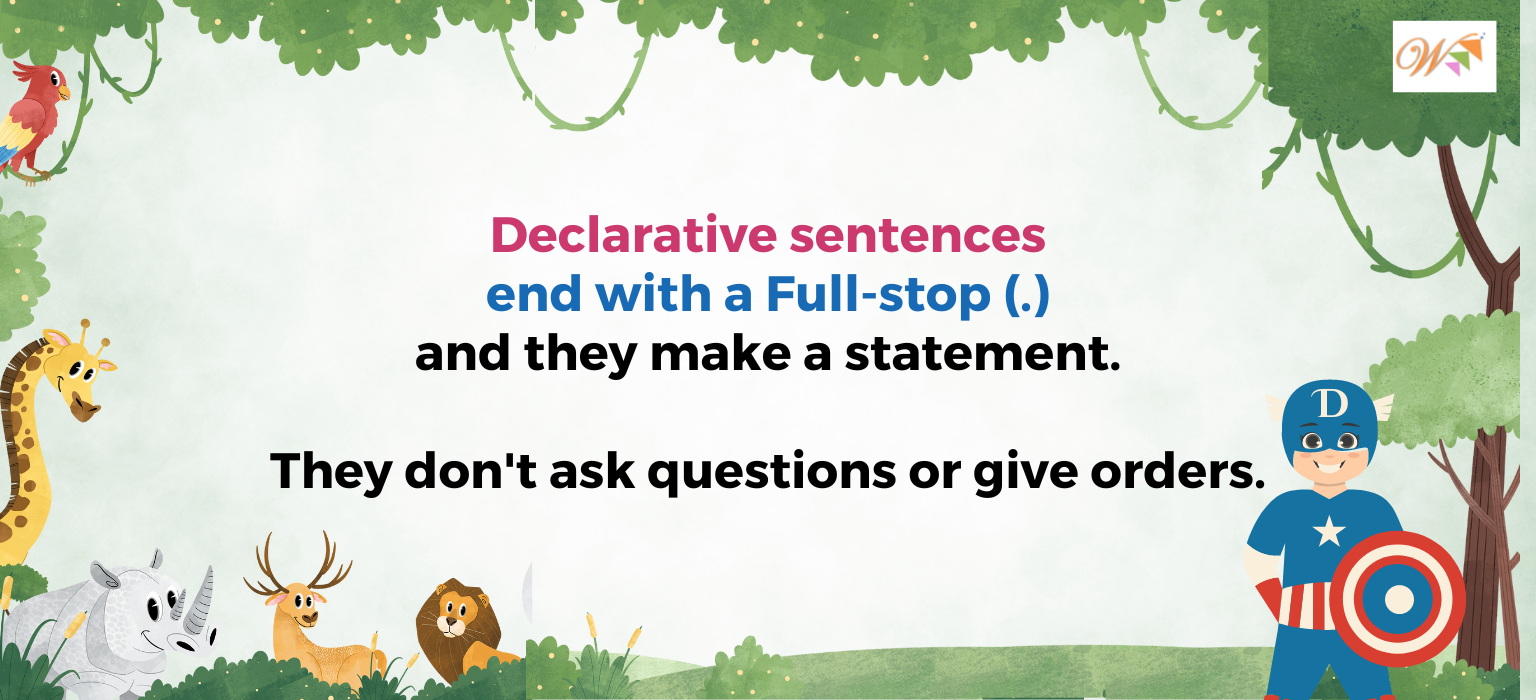 W
Declarative sentences
end with a Full-stop (.)
and they make a statement.
They don't ask questions or give orders.
D